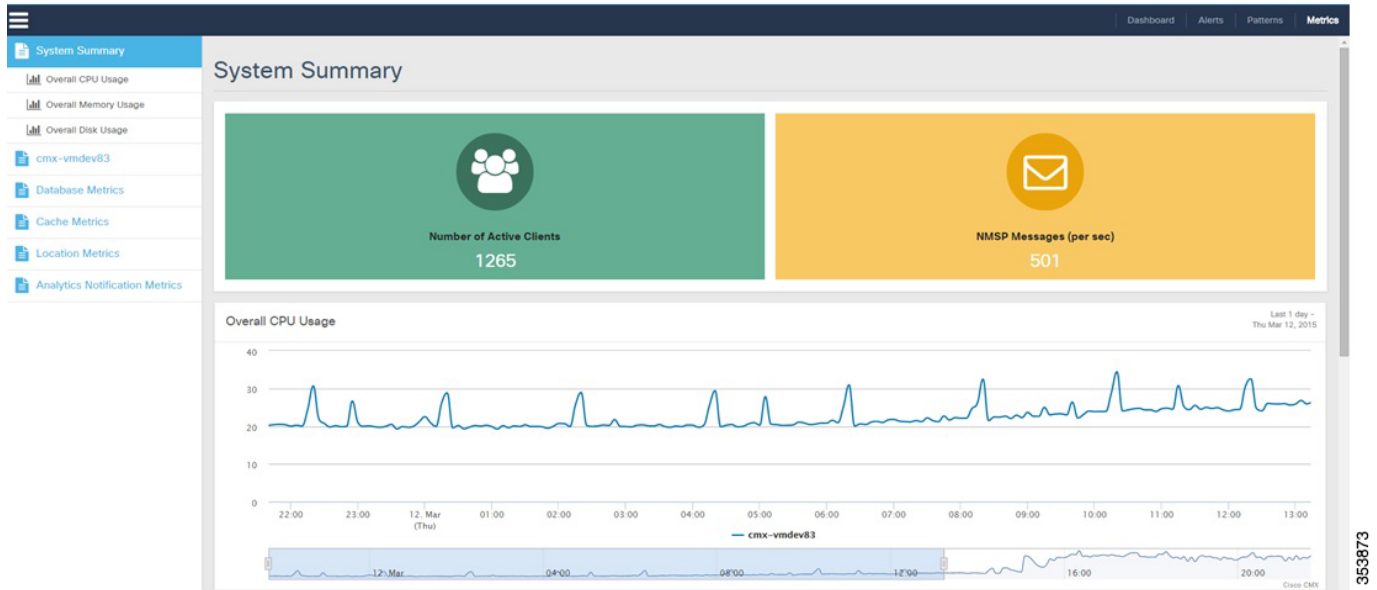 Dashboard Alerts Patterns Metrics
System Summary
Overall CPU Usage
Overall Memory Usage
Overall Disk Usage
cmx-vmdev83
Database Metrics
Cache Metrics
Location Metrics
Analytics Notification Metrics
System Summary
Number of Active Clients
1265
NMSP Messages (per sec)
501
Overall CPU Usage
Last 1 day -
Thu Mar 12, 2015
40
30
20
10
0
22:00 23:00 12. Mar 01:00 02:00 03:00 04:00 05:00 06:00 07:00 08:00 09:00 10:00 11:00 12:00 13:00
(Thu)
cmx-vmdev83
12. Mar 04:00 08:00 12:00 16:00 20:00
Cisco CMX
353873